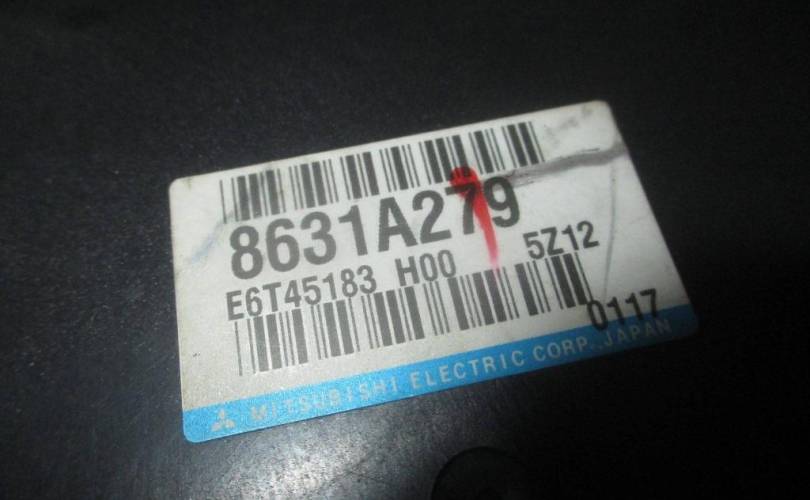 8631A279
E6T45183 H00 5Z12
0117
MITSUBISHI ELECTRIC CORP., JAPAN